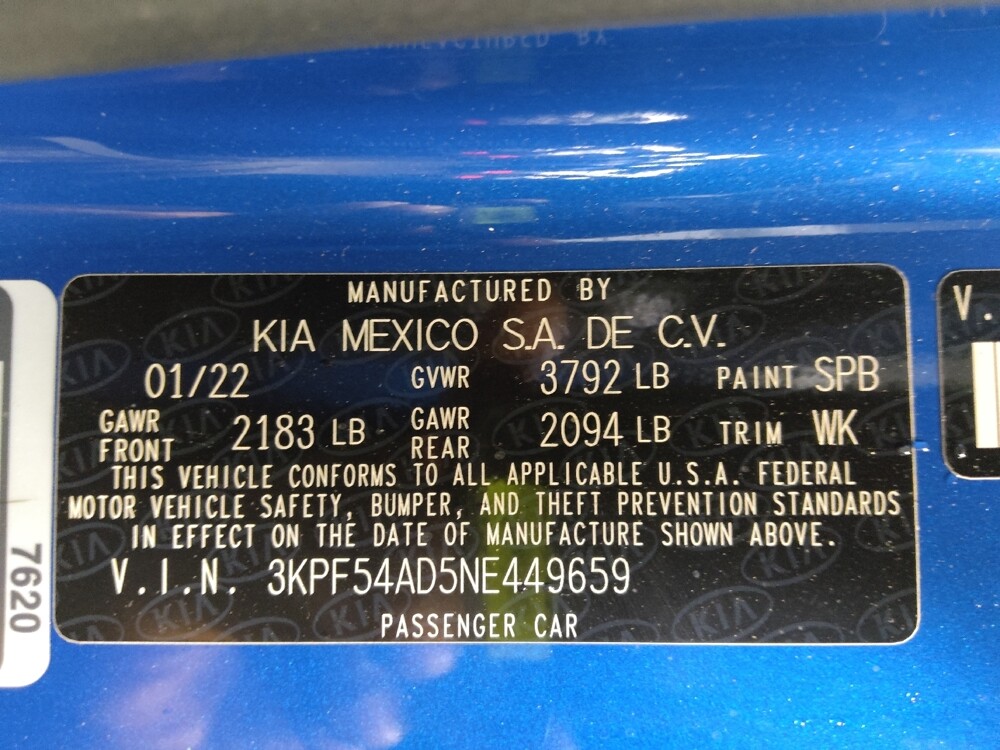 MANUFACTURED BY
KIA MEXICO S.A. DE C.V.
01/22 GVWR 3792 LB PAINT SPB
GAWR FRONT 2183 LB GAWR REAR 2094 LB TRIM WK
THIS VEHICLE CONFORMS TO ALL APPLICABLE U.S.A. FEDERAL
MOTOR VEHICLE SAFETY, BUMPER, AND THEFT PREVENTION STANDARDS
IN EFFECT ON THE DATE OF MANUFACTURE SHOWN ABOVE.
V.I.N. 3KPF54AD5NE449659
PASSENGER CAR
7620
V.